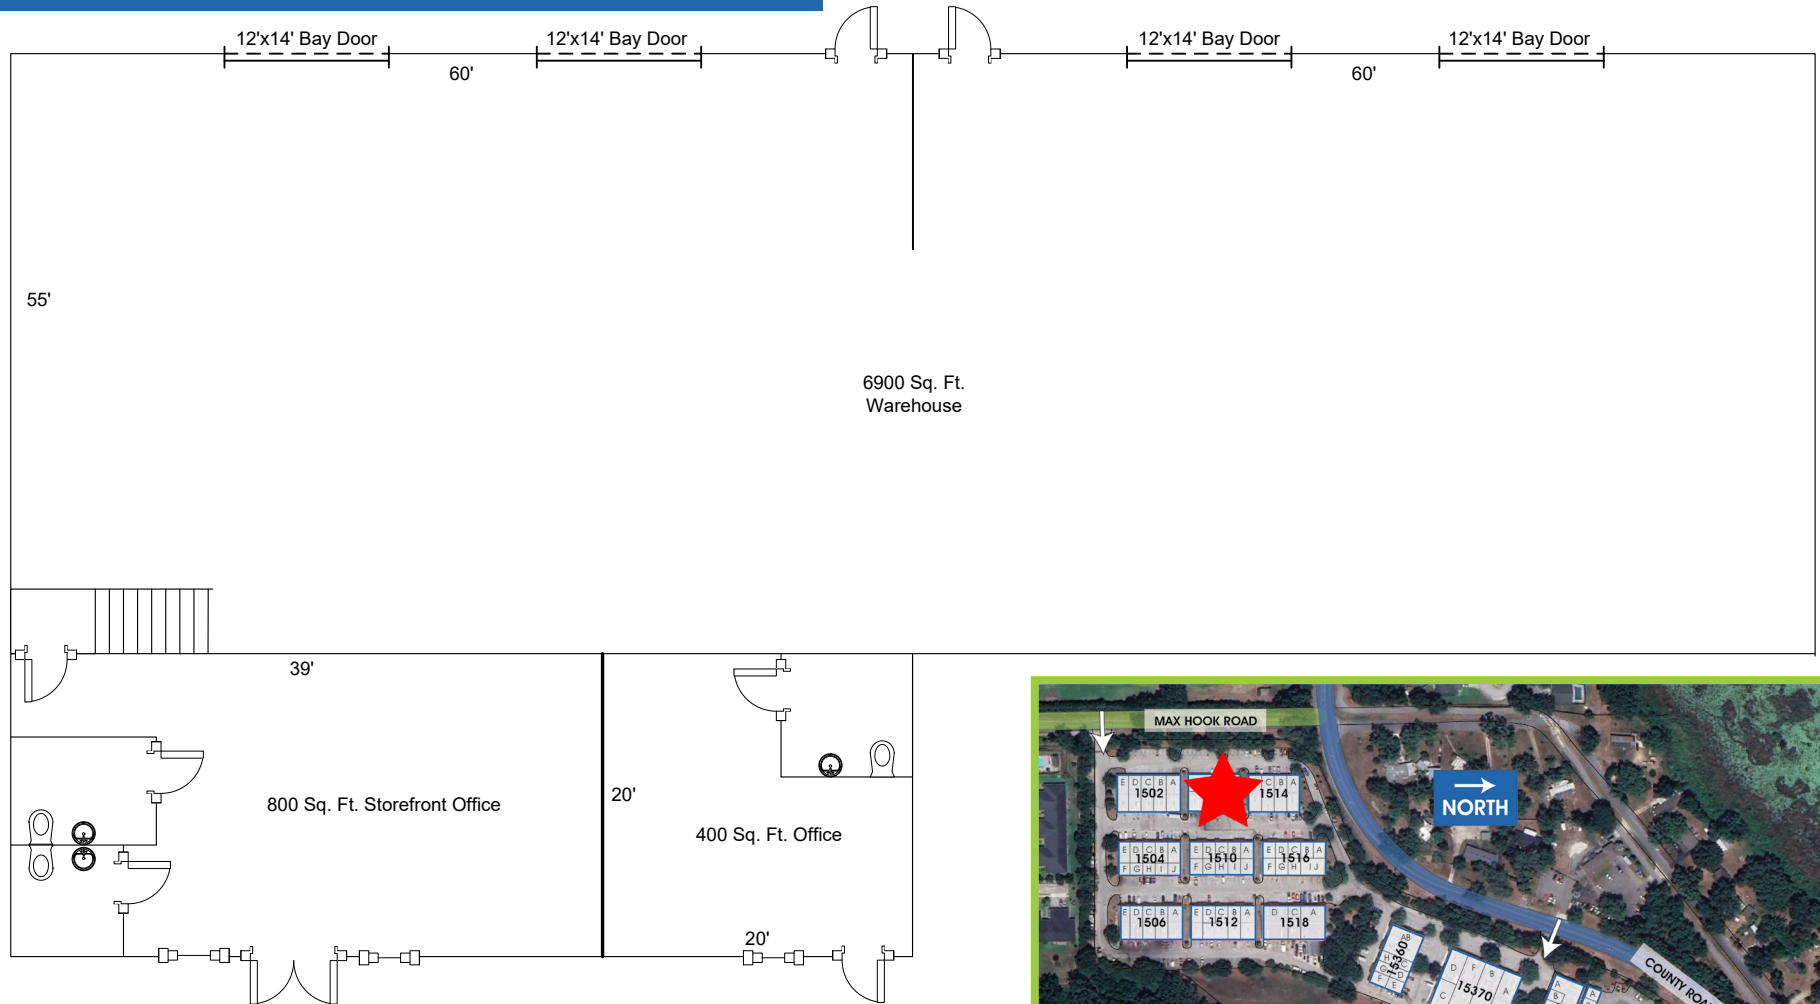 12'x14' Bay Door
12'x14' Bay Door
12'x14' Bay Door
12'x14' Bay Door
60'
60'
55'
6900 Sq. Ft.
Warehouse
39'
800 Sq. Ft. Storefront Office
20'
400 Sq. Ft. Office
20'
MAX HOOK ROAD
NORTH
E D C B A
1502
C B A
1514
E D C B A
1504
F G H I J
E D C B A
1510
F G H I J
E D C B A
1516
F G H I J
E D C B A
1506
E D C B A
1512
D C A
1518
15360
D F B
15370
A
C
A
B
A
COUNTY ROA